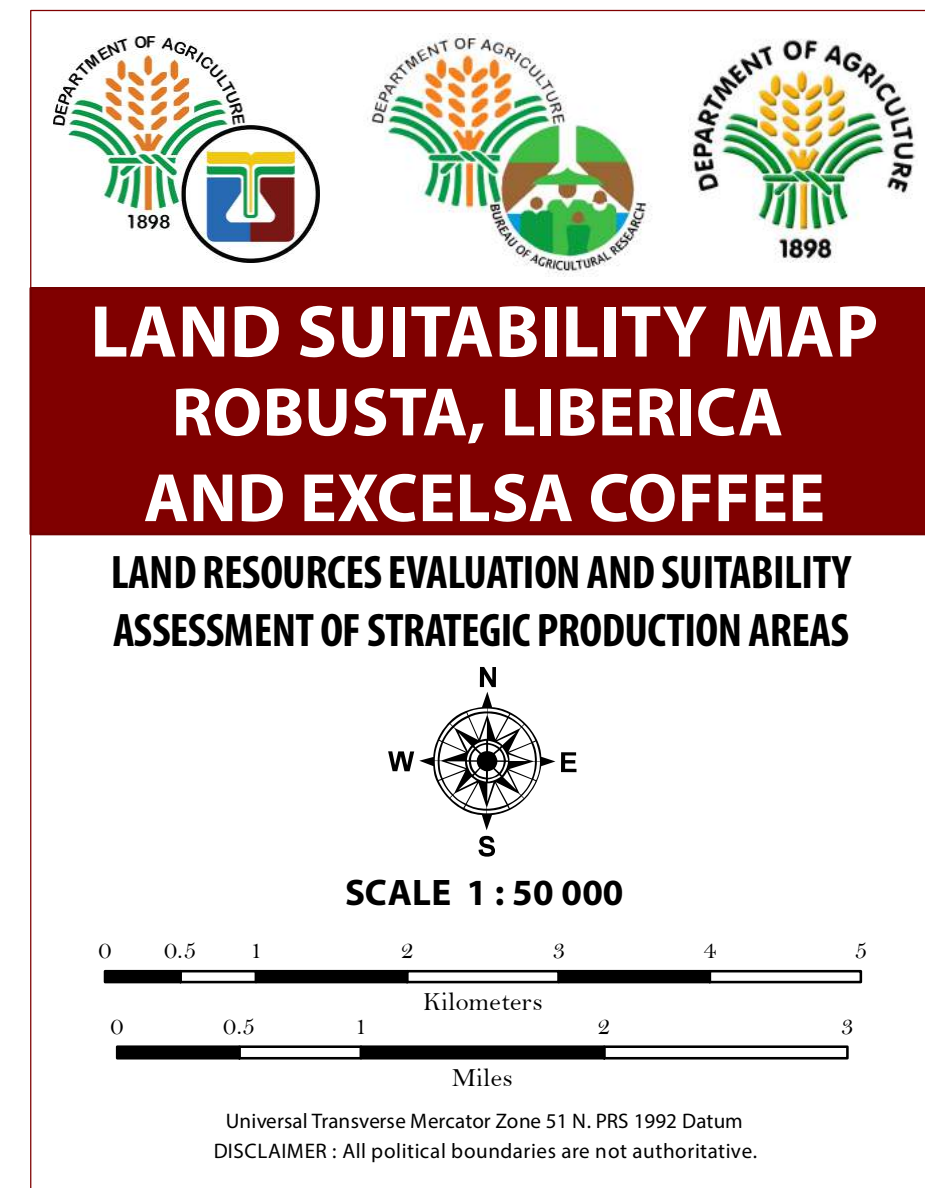 DEPARTMENT OF AGRICULTURE
1898
DEPARTMENT OF AGRICULTURE
BUREAU OF AGRICULTURAL RESEARCH
DEPARTMENT OF AGRICULTURE
1898
LAND SUITABILITY MAP
ROBUSTA, LIBERICA
AND EXCELSA COFFEE
LAND RESOURCES EVALUATION AND SUITABILITY
ASSESSMENT OF STRATEGIC PRODUCTION AREAS
N
W E
S
SCALE 1 : 50 000
0 0.5 1 2 3 4 5
Kilometers
0 0.5 1 2 3
Miles
Universal Transverse Mercator Zone 51 N. PRS 1992 Datum
DISCLAIMER : All political boundaries are not authoritative.